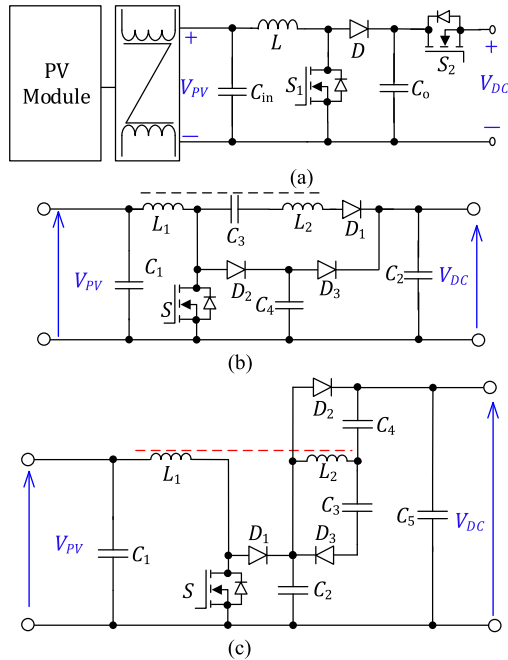 PV
Module
+
V_PV
−
C_in
L
S_1
D
C_o
S_2
+
V_DC
−
(a)
L_1
C_3
L_2
D_1
V_PV
C_1
S
D_2
C_4
D_3
C_2
V_DC
(b)
D_2
C_4
L_1
L_2
C_3
V_PV
C_1
D_1
D_3
C_5
V_DC
S
C_2
(c)